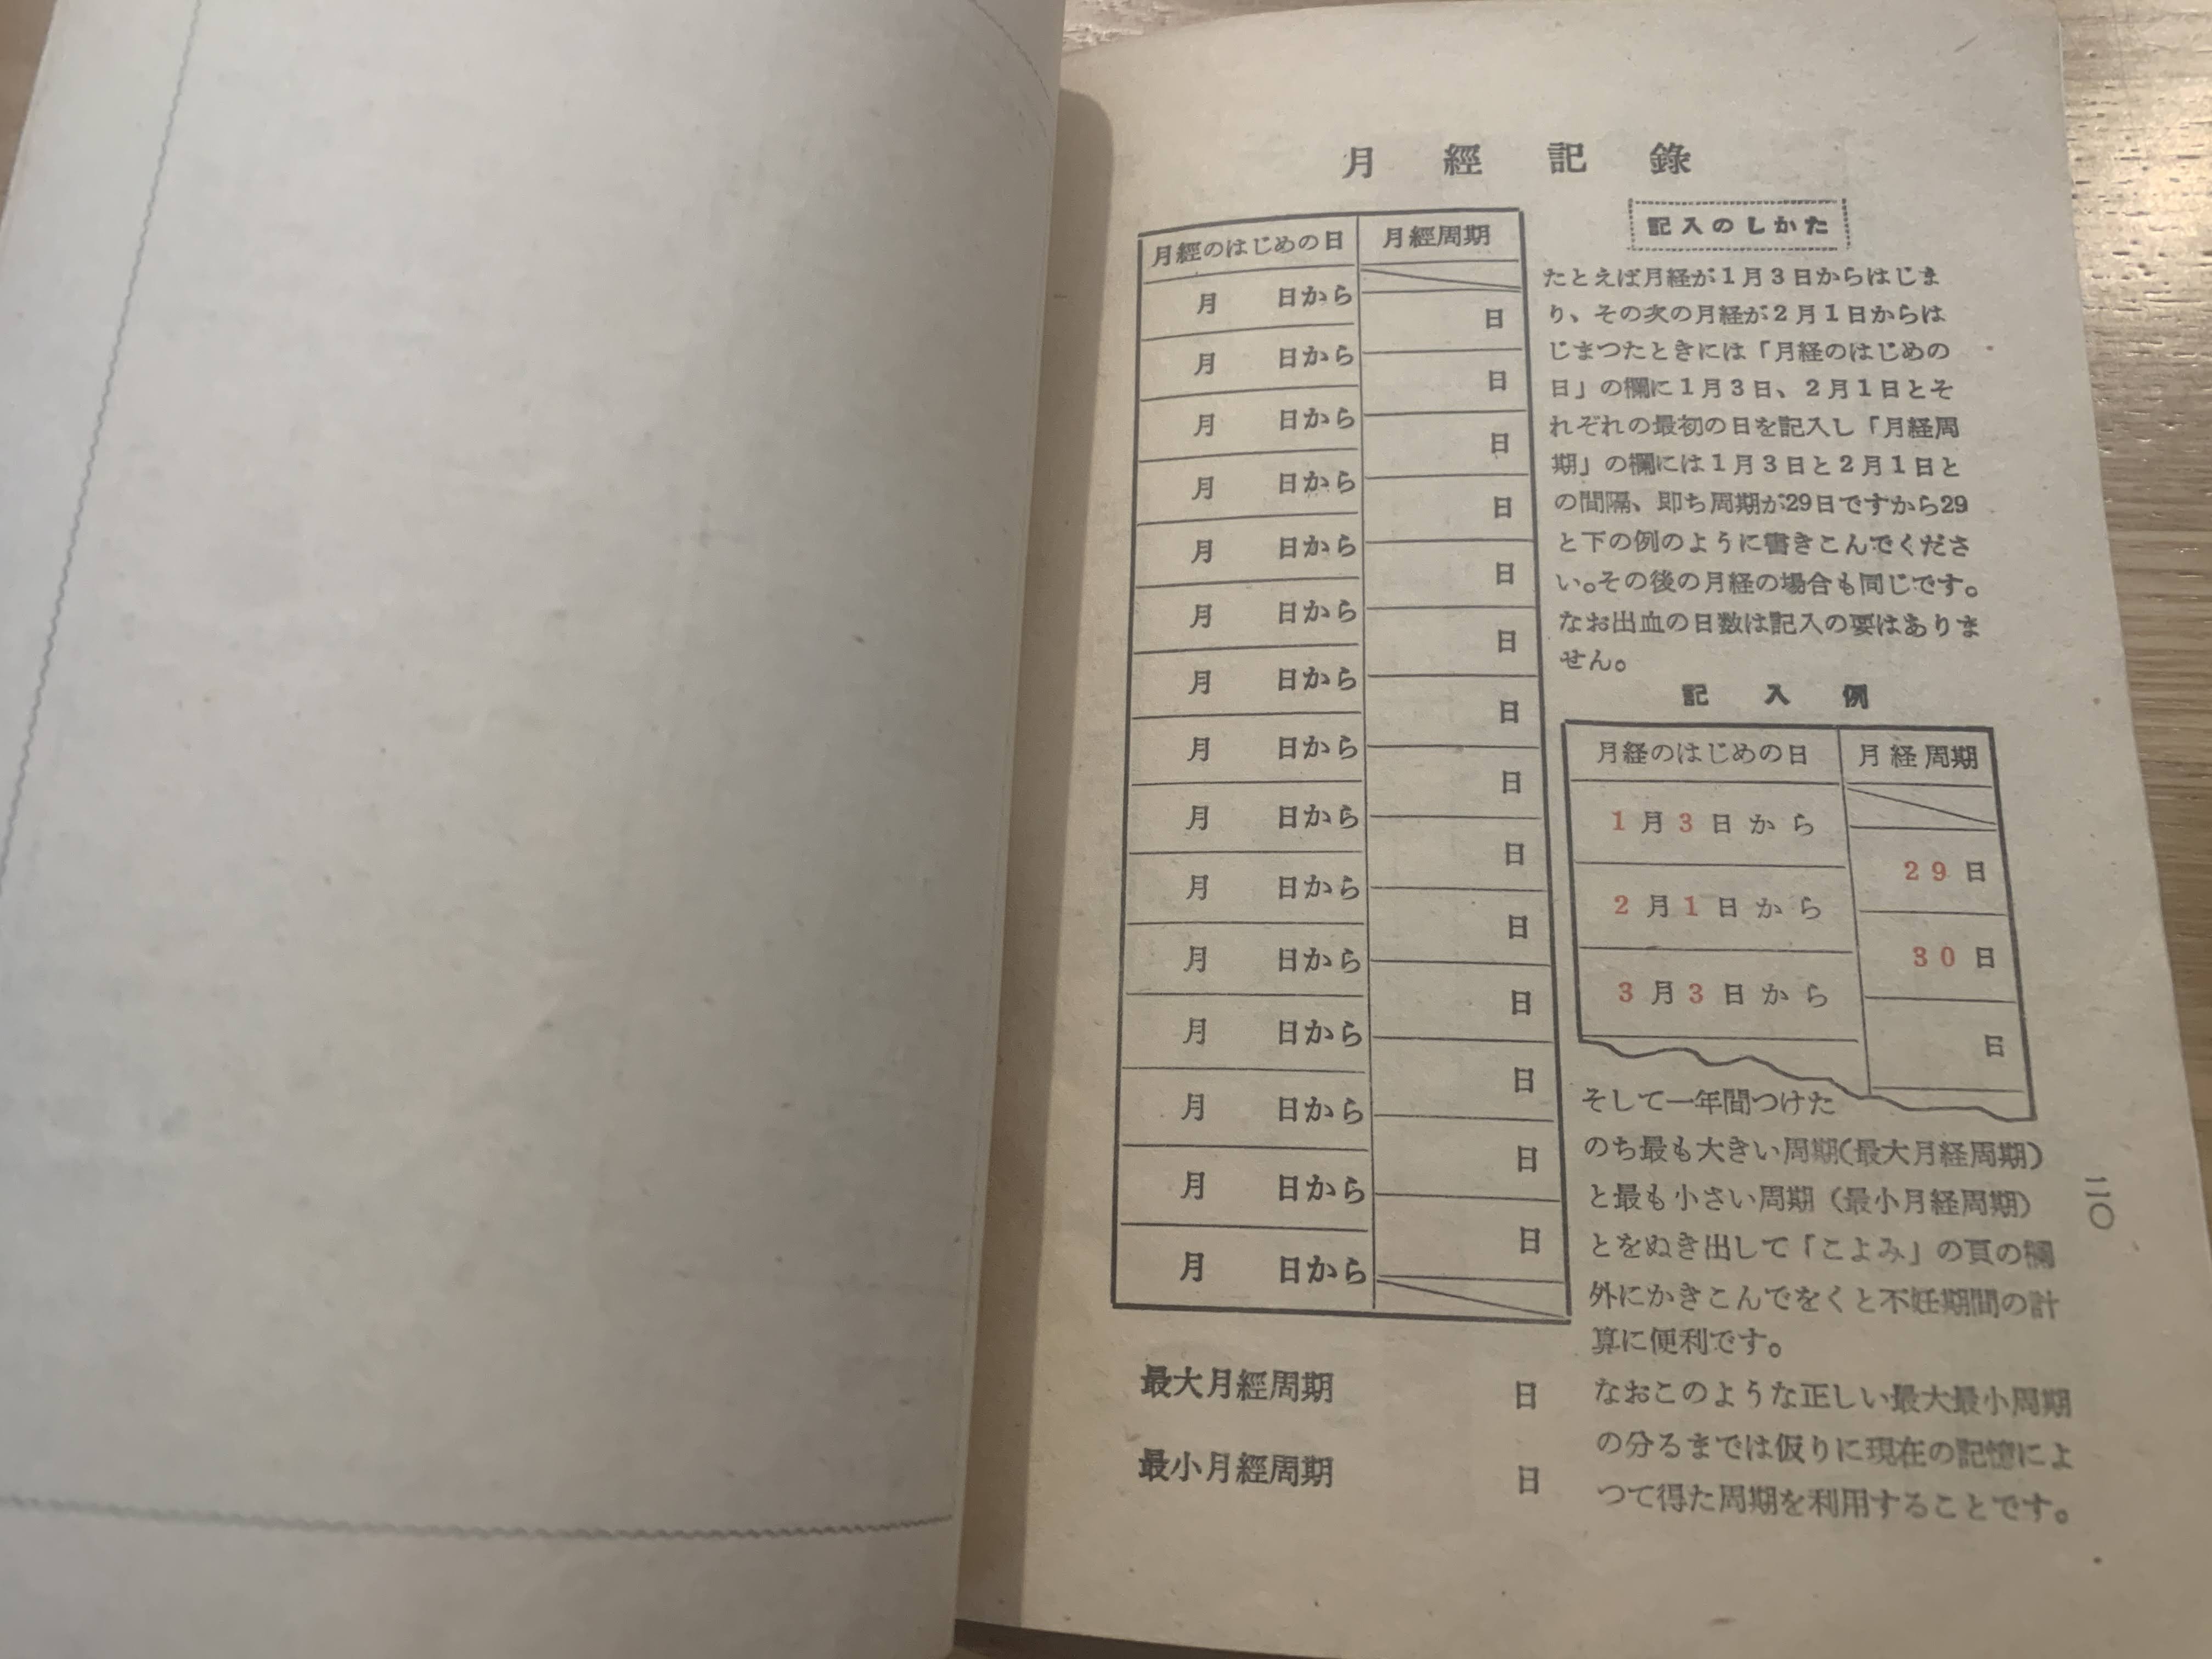 月經記錄
月經のはじめの日 月經周期
月 日から
日
月 日から
日
月 日から
日
月 日から
日
月 日から
日
月 日から
日
月 日から
日
月 日から
日
月 日から
日
月 日から
日
月 日から
日
月 日から
日
月 日から
日
月 日から
日
月 日から
最大月經周期 日
最小月經周期 日
記入のしかた
たとえば月経が1月3日からはじま
り、その次の月経が2月1日からは
じまつたときには「月経のはじめの
日」の欄に1月3日、2月1日とそ
れぞれの最初の日を記入し「月経周
期」の欄には1月3日と2月1日と
の間隔、即ち周期が29日ですから29
と下の例のように書きこんでくださ
い。その後の月経の場合も同じです。
なお出血の日数は記入の要はありま
せん。
記入例
月経のはじめの日 月経周期
1月3日から
29日
2月1日から
30日
3月3日から
日
そして一年間つけた
のち最も大きい周期(最大月経周期)
と最も小さい周期(最小月経周期)
とをぬき出して「こよみ」の頁の欄
外にかきこんでをくと不妊期間の計
算に便利です。
なおこのような正しい最大最小周期
の分るまでは仮りに現在の記憶によ
つて得た周期を利用することです。
二〇